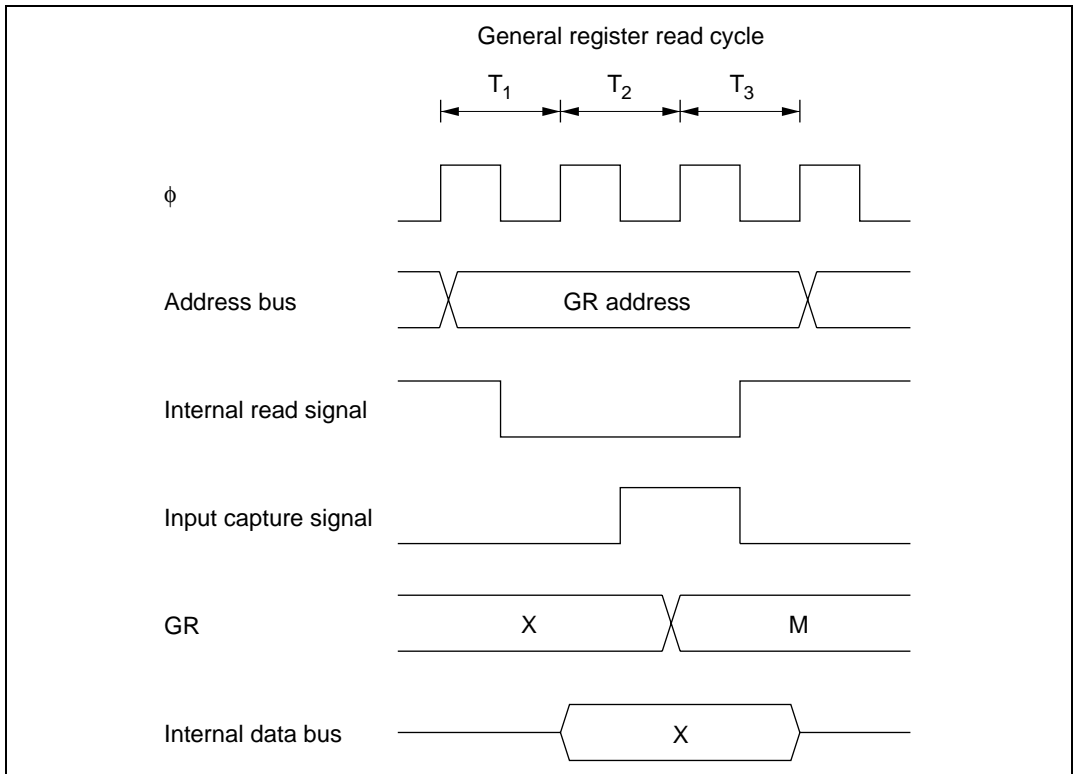 General register read cycle
T1 T2 T3
ϕ
Address bus GR address
Internal read signal
Input capture signal
GR X M
Internal data bus X